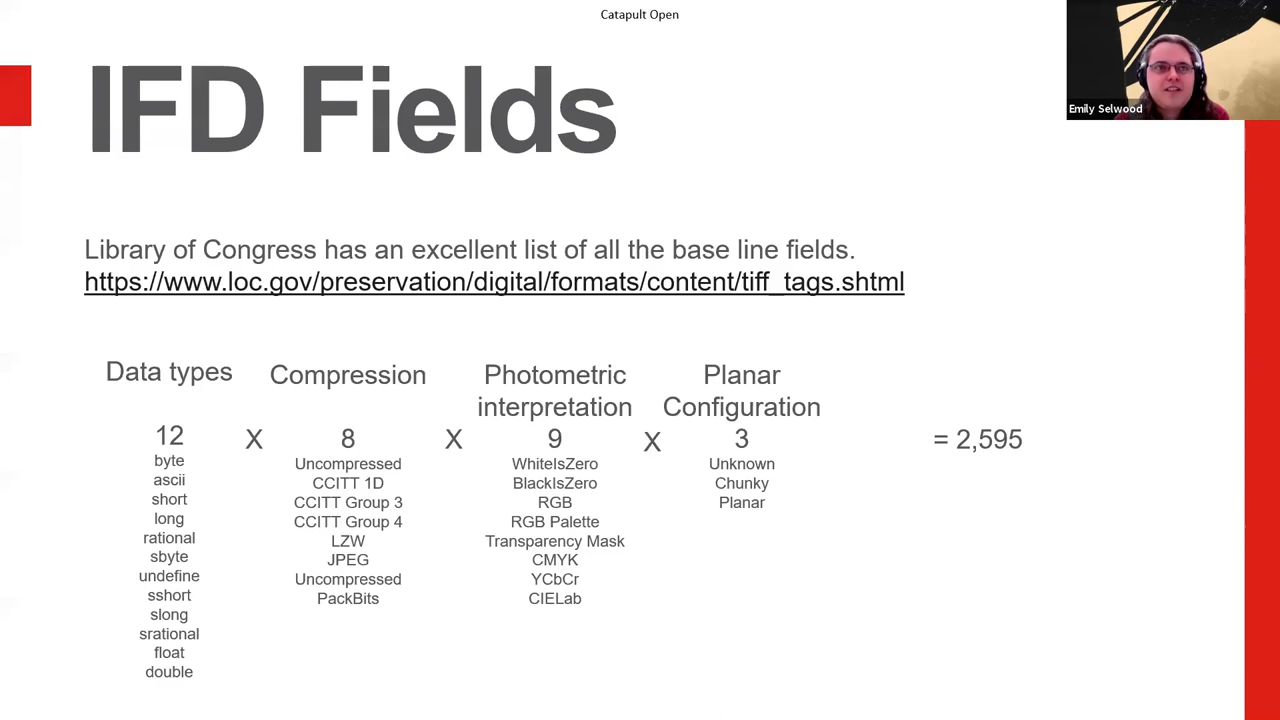 Catapult Open
Emily Selwood
IFD Fields
Library of Congress has an excellent list of all the base line fields.
https://www.loc.gov/preservation/digital/formats/content/tiff_tags.shtml
Data types
12
byte
ascii
short
long
rational
sbyte
undefine
sshort
slong
srational
float
double
X
Compression
8
Uncompressed
CCITT 1D
CCITT Group 3
CCITT Group 4
LZW
JPEG
Uncompressed
PackBits
X
Photometric
interpretation
9
WhiteIsZero
BlackIsZero
RGB
RGB Palette
Transparency Mask
CMYK
YCbCr
CIELab
X
Planar
Configuration
3
Unknown
Chunky
Planar
= 2,595